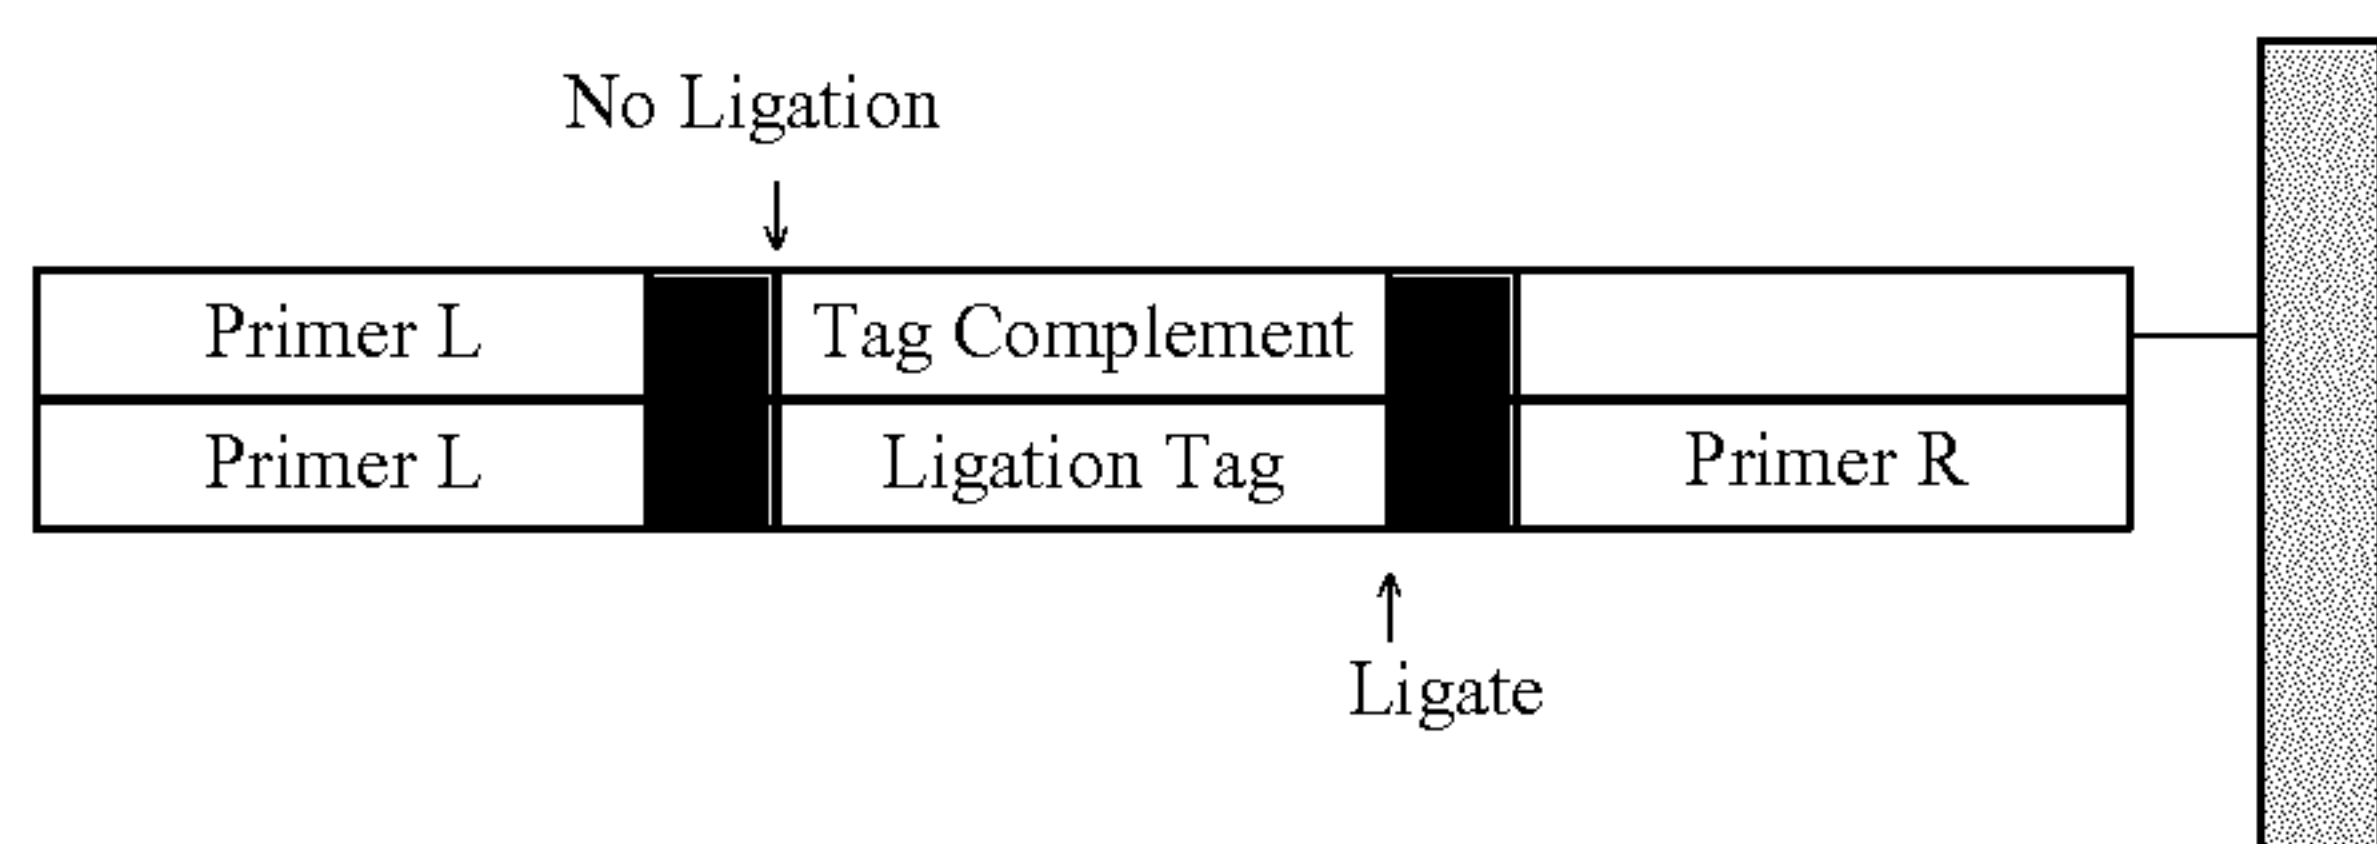 No Ligation
Primer L
Tag Complement
Primer L
Ligation Tag
Primer R
Ligate